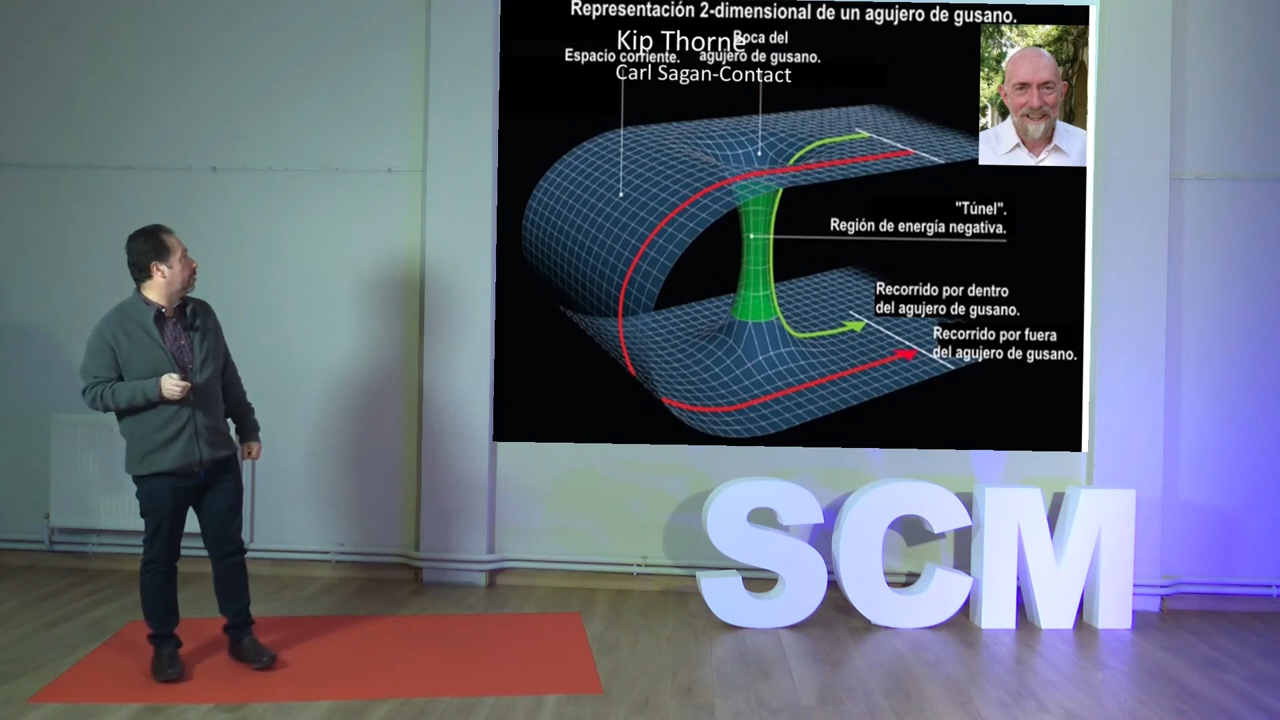 Representación 2-dimensional de un agujero de gusano.
Kip Thorne
Boca del
Espacio corriente.
agujero de gusano.
Carl Sagan-Contact
"Túnel".
Región de energía negativa.
Recorrido por dentro
del agujero de gusano.
Recorrido por fuera
del agujero de gusano.
SCM